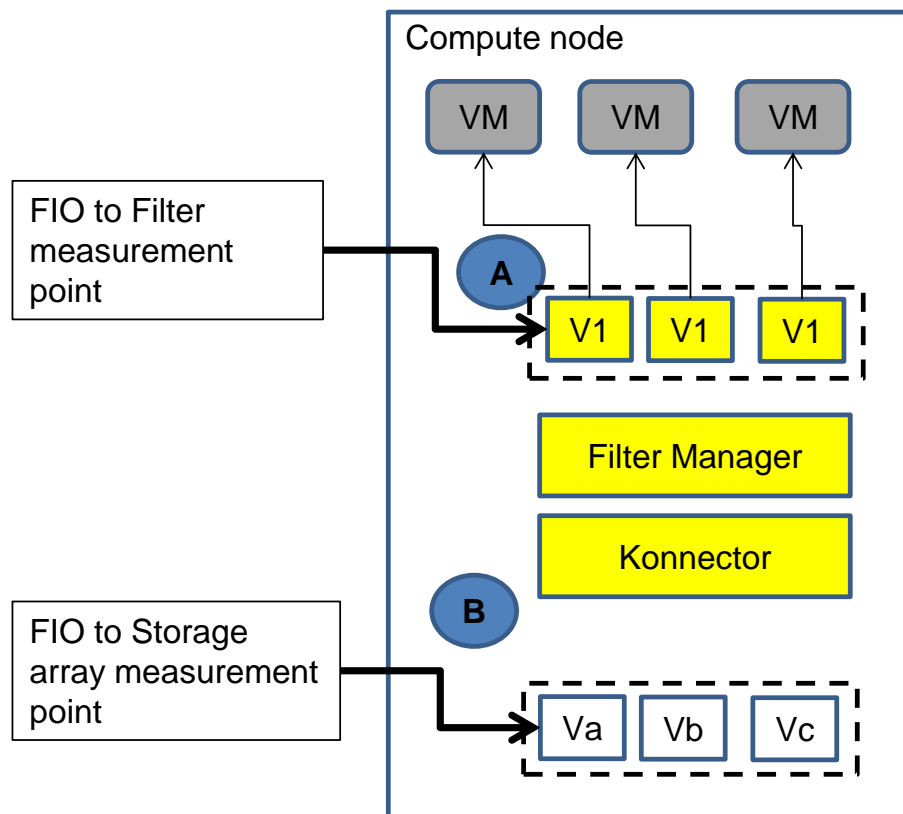 Compute node
VM VM VM
FIO to Filter
measurement
point
A
V1 V1 V1
Filter Manager
Konnector
B
FIO to Storage
array measurement
point
Va Vb Vc